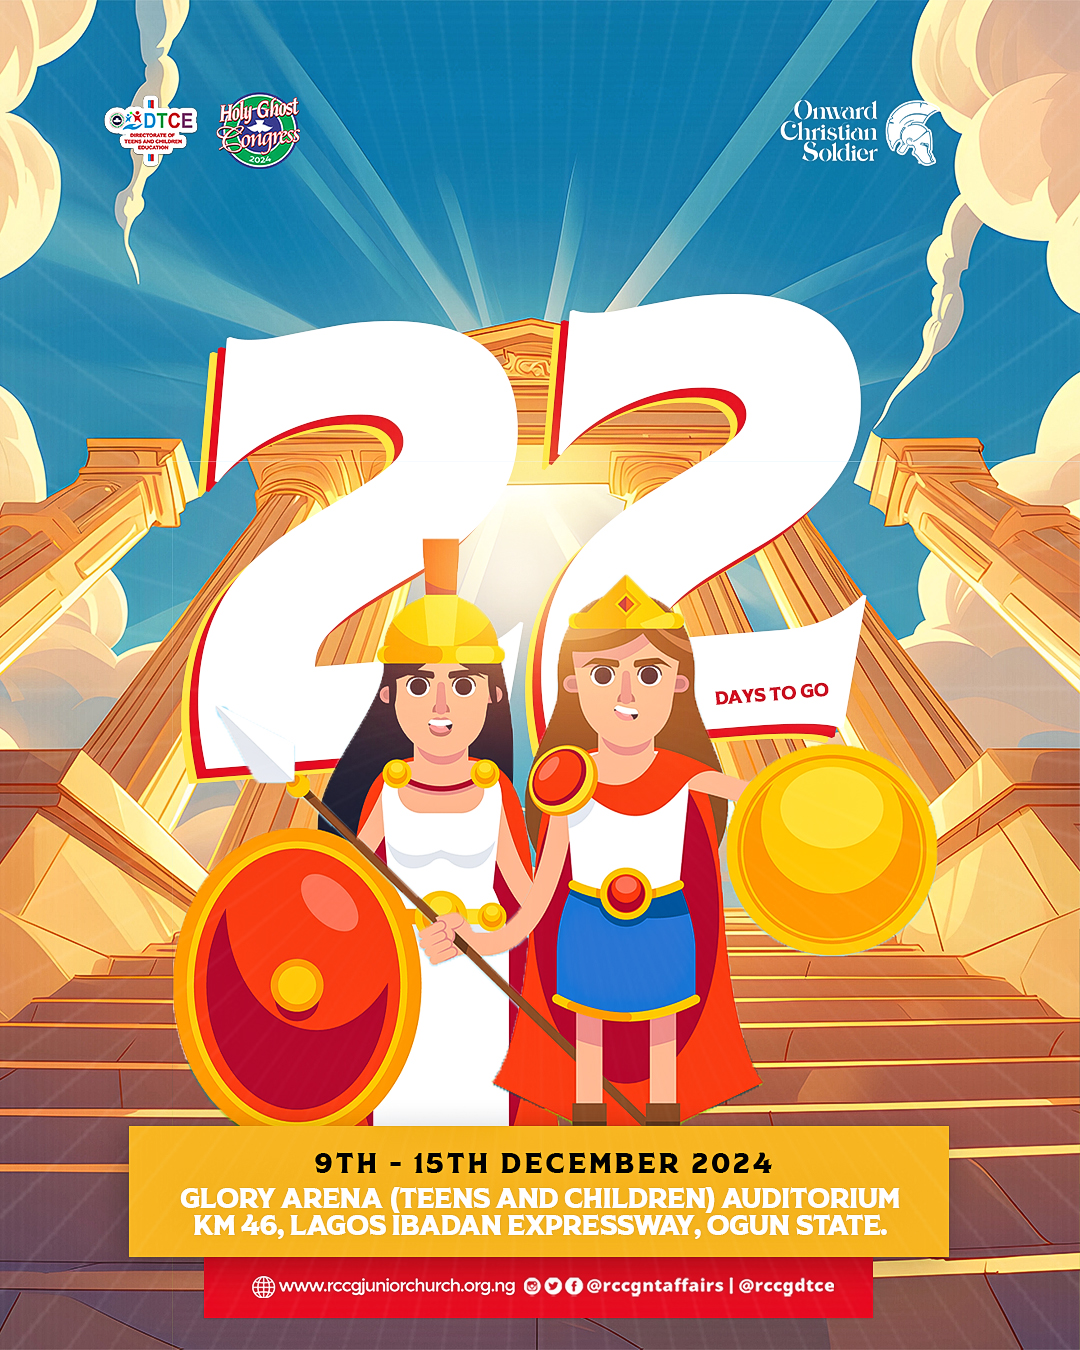 DTCE
DIRECTORATE OF
TEENS AND CHILDREN
EDUCATION
Holy Ghost
Congress
2024
Onward
Christian
Soldier
22
DAYS TO GO
9TH - 15TH DECEMBER 2024
GLORY ARENA (TEENS AND CHILDREN) AUDITORIUM
KM 46, LAGOS IBADAN EXPRESSWAY, OGUN STATE.
www.rccgjuniorchurch.org.ng @rccgntaffairs | @rccgdtce